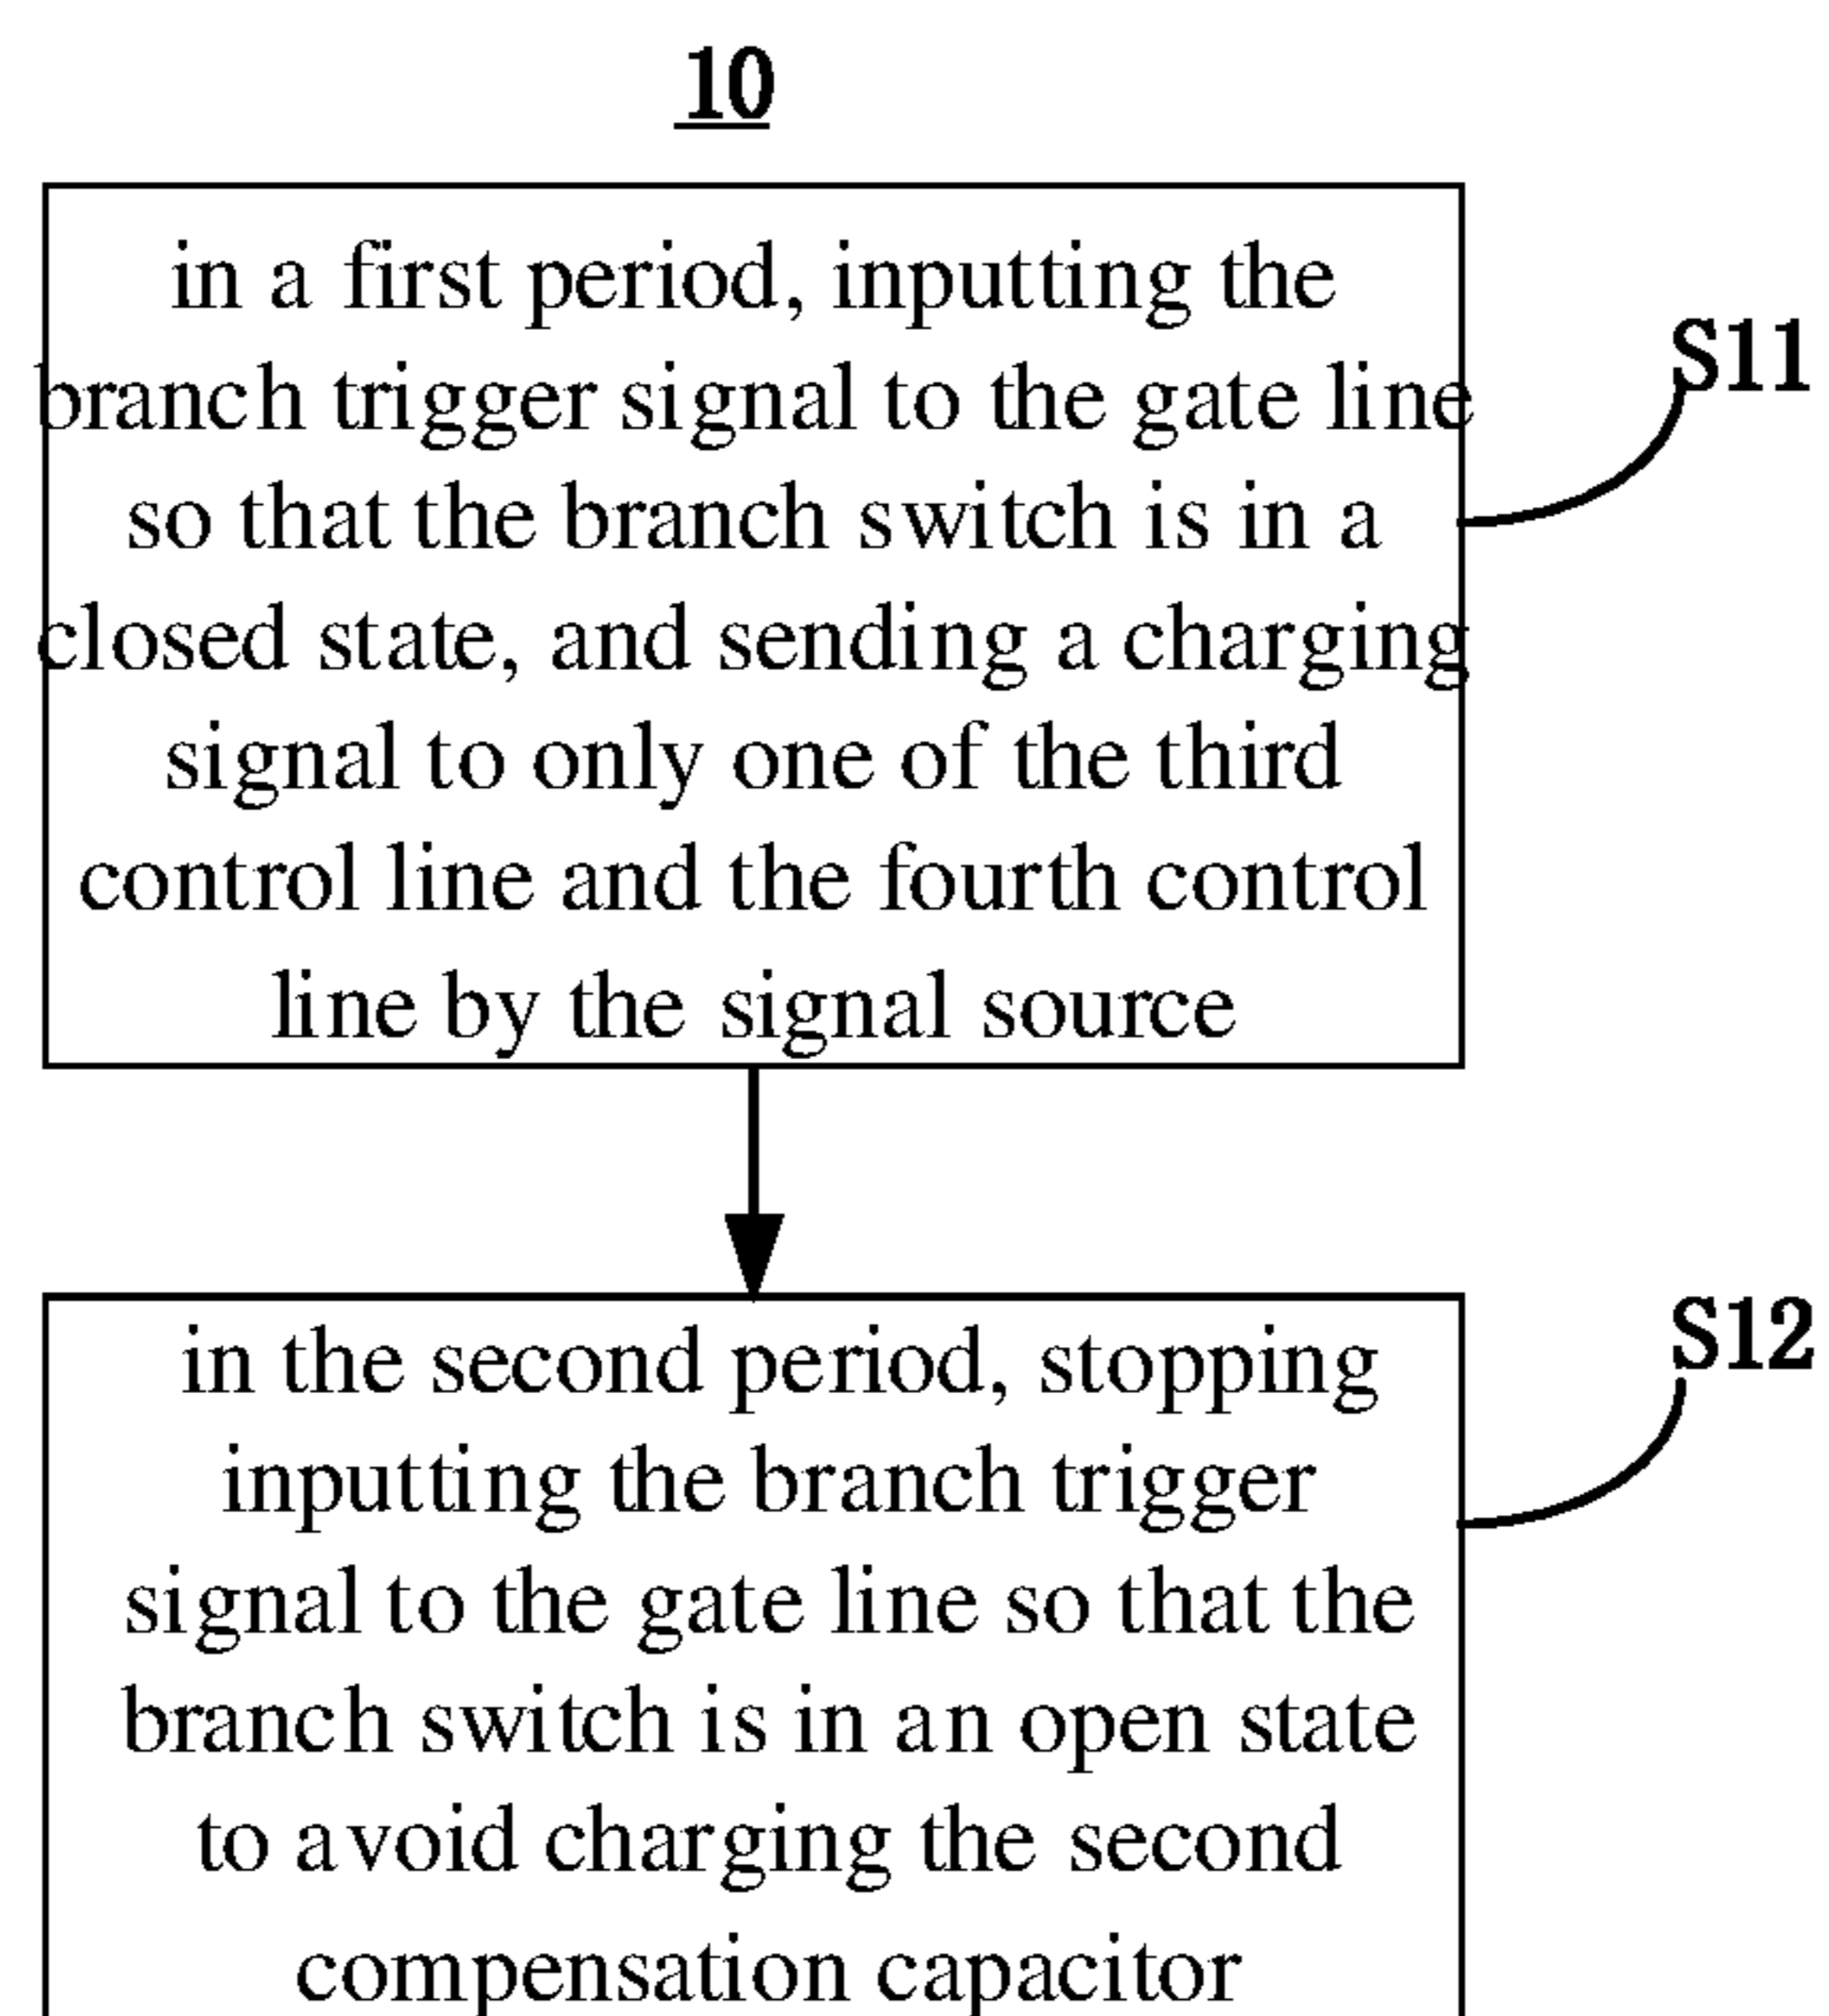 10
in a first period, inputting the
branch trigger signal to the gate line
so that the branch switch is in a
closed state, and sending a charging
signal to only one of the third
control line and the fourth control
line by the signal source
S11
in the second period, stopping
inputting the branch trigger
signal to the gate line so that the
branch switch is in an open state
to avoid charging the second
compensation capacitor
S12